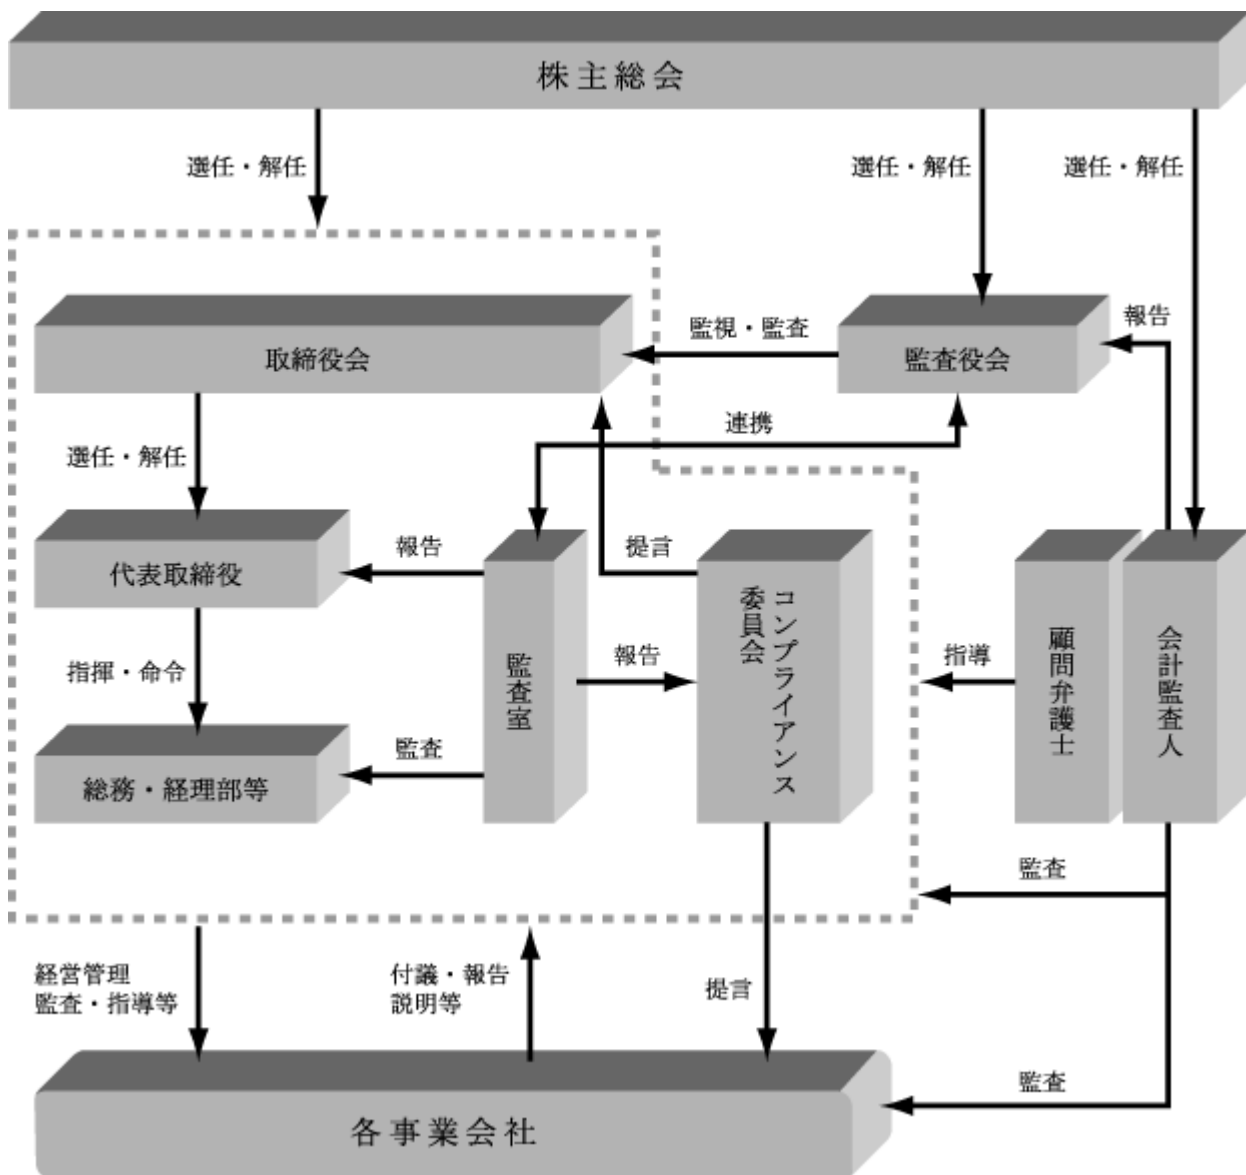 株主総会
選任・解任
選任・解任
選任・解任
取締役会
監視・監査
監査役会
報告
連携
選任・解任
代表取締役
報告
提言
監査室
コンプライアンス
委員会
顧問弁護士
会計監査人
指揮・命令
報告
指導
総務・経理部等
監査
監査
経営管理
監査・指導等
付議・報告
説明等
提言
監査
各事業会社